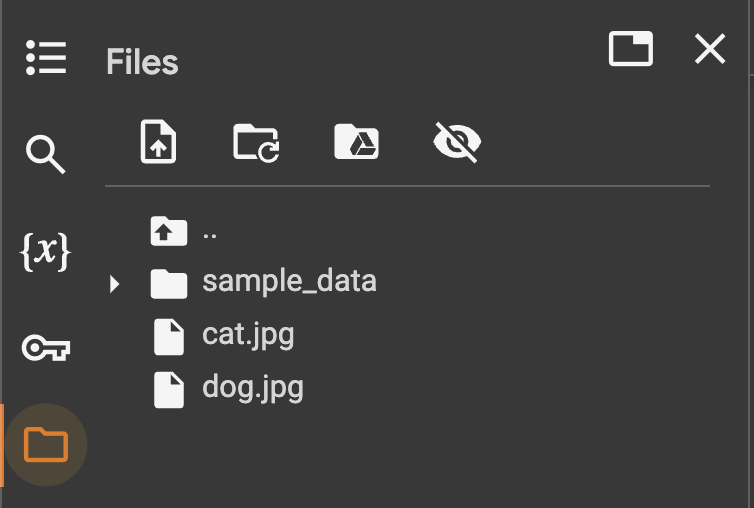 Files
{x}
..
sample_data
cat.jpg
dog.jpg